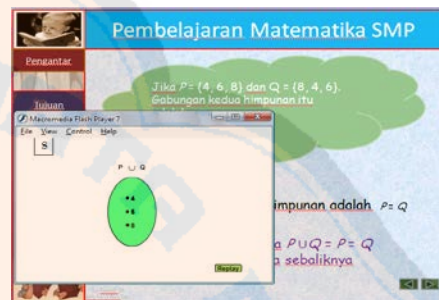 Pembelajaran Matematika SMP
Pengantar
Tujuan
Jika P = {4, 6, 8} dan Q = {8, 4, 6}.
Gabungan kedua himpunan itu
Macromedia Flash Player 7
File View Control Help
S
P ∪ Q
4
6
8
impunan adalah P = Q
a P∪Q = P = Q
a sebaliknya
Replay